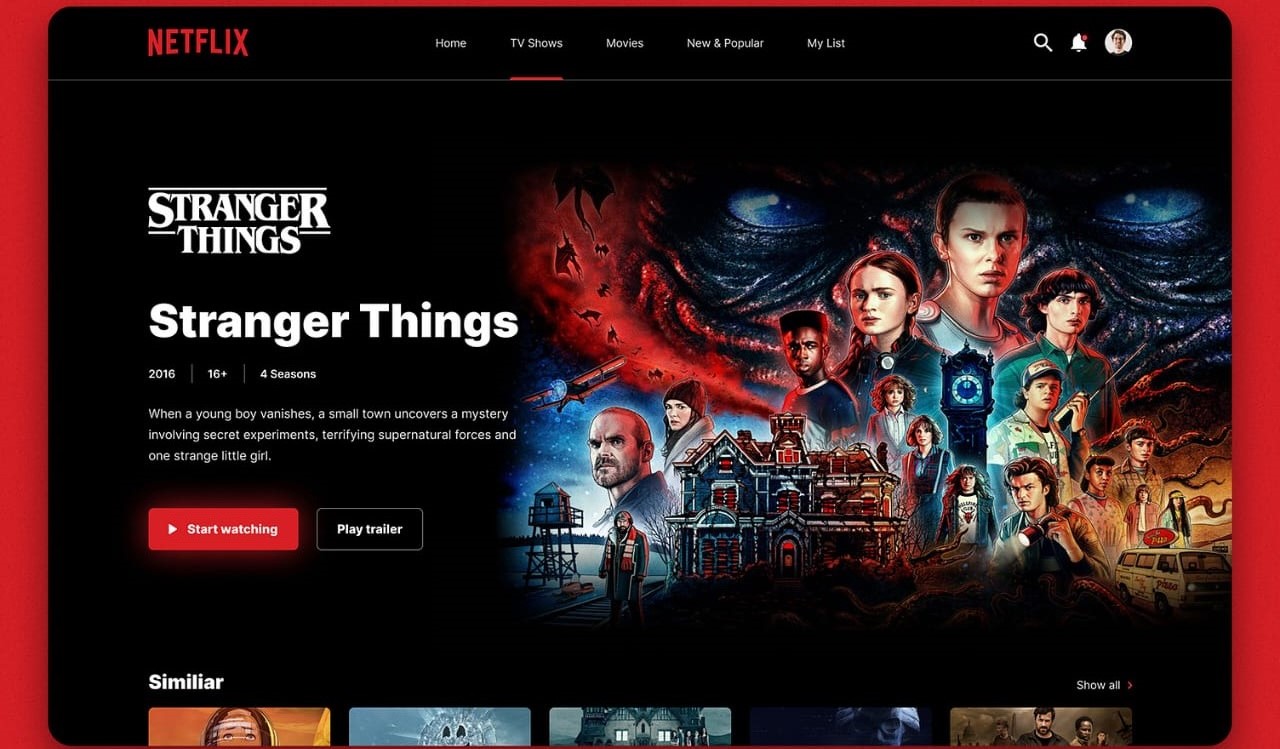 NETFLIX
Home
TV Shows
Movies
New & Popular
My List
STRANGER
THINGS
Stranger Things
2016
16+
4 Seasons
When a young boy vanishes, a small town uncovers a mystery
involving secret experiments, terrifying supernatural forces and
one strange little girl.
Start watching
Play trailer
Similiar
Show all